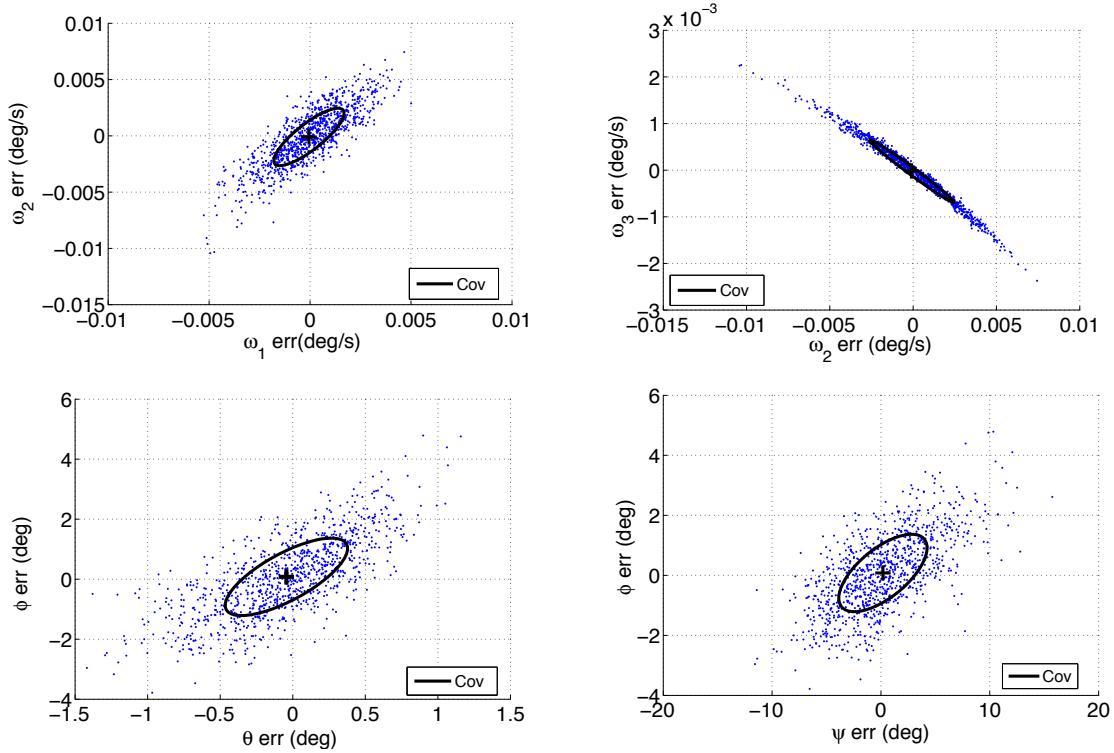 0.01
0.005
0
−0.005
−0.01
−0.015
ω_2 err (deg/s)
−0.01 −0.005 0 0.005 0.01
ω_1 err(deg/s)
Cov
x 10^−3
3
2
1
0
−1
−2
−3
ω_3 err (deg/s)
−0.015 −0.01 −0.005 0 0.005 0.01
ω_2 err (deg/s)
Cov
6
4
2
0
−2
−4
ϕ err (deg)
−1.5 −1 −0.5 0 0.5 1 1.5
θ err (deg)
Cov
6
4
2
0
−2
−4
ϕ err (deg)
−20 −10 0 10 20
ψ err (deg)
Cov